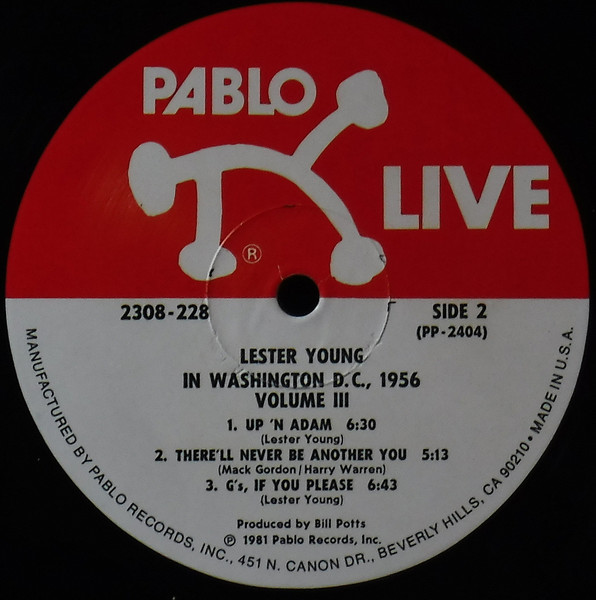 PABLO
LIVE
®
2308-228
SIDE 2
(PP-2404)
LESTER YOUNG
IN WASHINGTON D.C., 1956
VOLUME III
1. UP 'N ADAM 6:30
(Lester Young)
2. THERE'LL NEVER BE ANOTHER YOU 5:13
(Mack Gordon/Harry Warren)
3. G's, IF YOU PLEASE 6:43
(Lester Young)
Produced by Bill Potts
℗ 1981 Pablo Records, Inc.
MANUFACTURED BY PABLO RECORDS, INC., 451 N. CANON DR., BEVERLY HILLS, CA 90210 • MADE IN U.S.A.